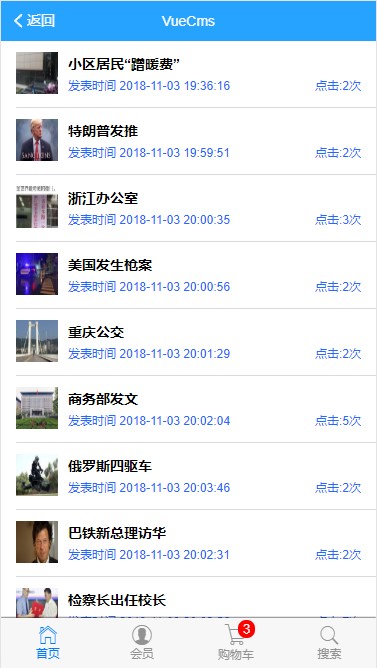 返回
VueCms
小区居民“蹭暖费”
发表时间 2018-11-03 19:36:16 点击:2次
特朗普发推
发表时间 2018-11-03 19:59:51 点击:2次
浙江办公室
发表时间 2018-11-03 20:00:35 点击:3次
美国发生枪案
发表时间 2018-11-03 20:00:56 点击:2次
重庆公交
发表时间 2018-11-03 20:01:29 点击:2次
商务部发文
发表时间 2018-11-03 20:02:04 点击:5次
俄罗斯四驱车
发表时间 2018-11-03 20:03:46 点击:2次
巴铁新总理访华
发表时间 2018-11-03 20:02:31 点击:2次
检察长出任校长
3
首页 会员 购物车 搜索